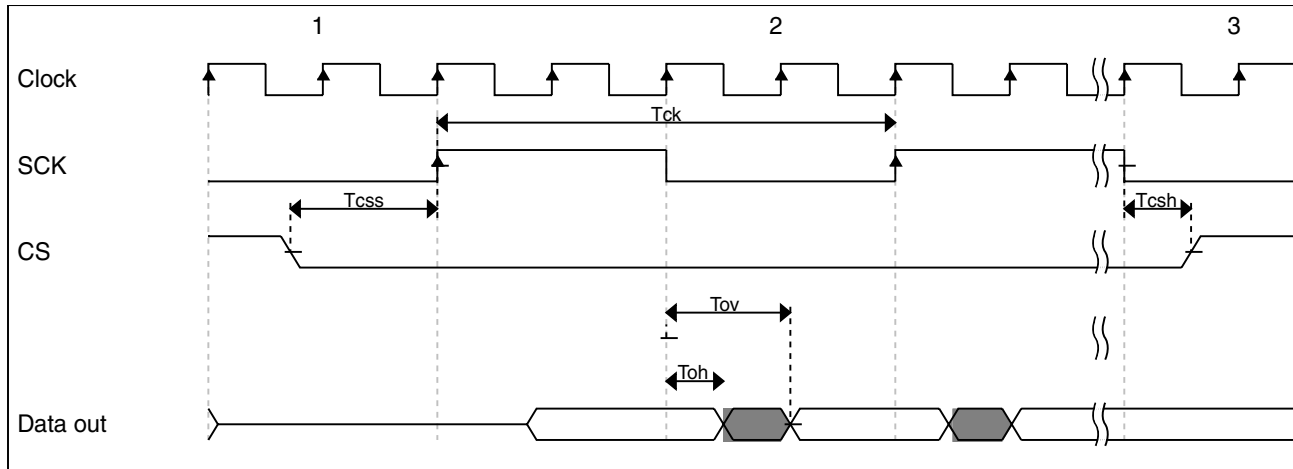 1 2 3
Clock
Tck
SCK
Tcss Tcsh
CS
Tov
Toh
Data out